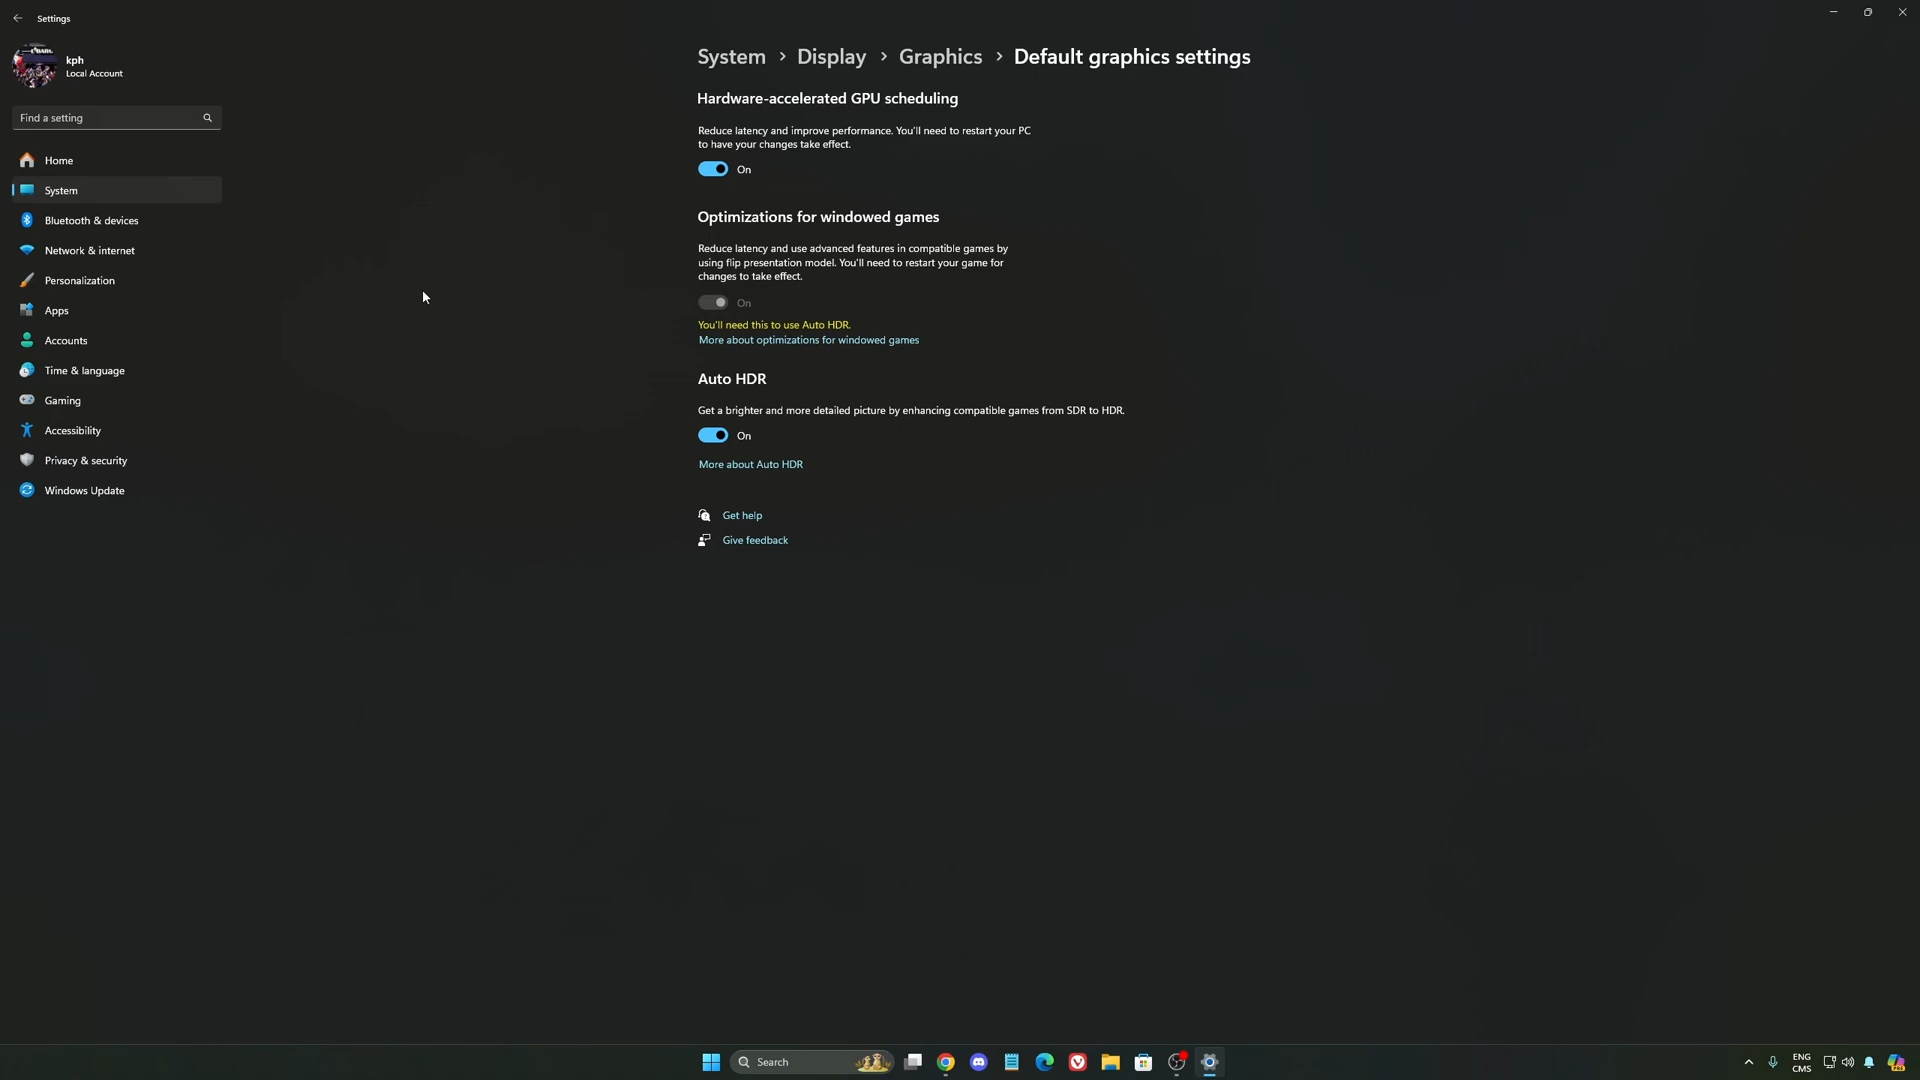 Settings
kph
Local Account
Find a setting
Home
System
Bluetooth & devices
Network & internet
Personalization
Apps
Accounts
Time & language
Gaming
Accessibility
Privacy & security
Windows Update
System > Display > Graphics > Default graphics settings
Hardware-accelerated GPU scheduling
Reduce latency and improve performance. You'll need to restart your PC
to have your changes take effect.
On
Optimizations for windowed games
Reduce latency and use advanced features in compatible games by
using flip presentation model. You'll need to restart your game for
changes to take effect.
On
You'll need this to use Auto HDR.
More about optimizations for windowed games
Auto HDR
Get a brighter and more detailed picture by enhancing compatible games from SDR to HDR.
On
More about Auto HDR
Get help
Give feedback
Search
ENG
CMS